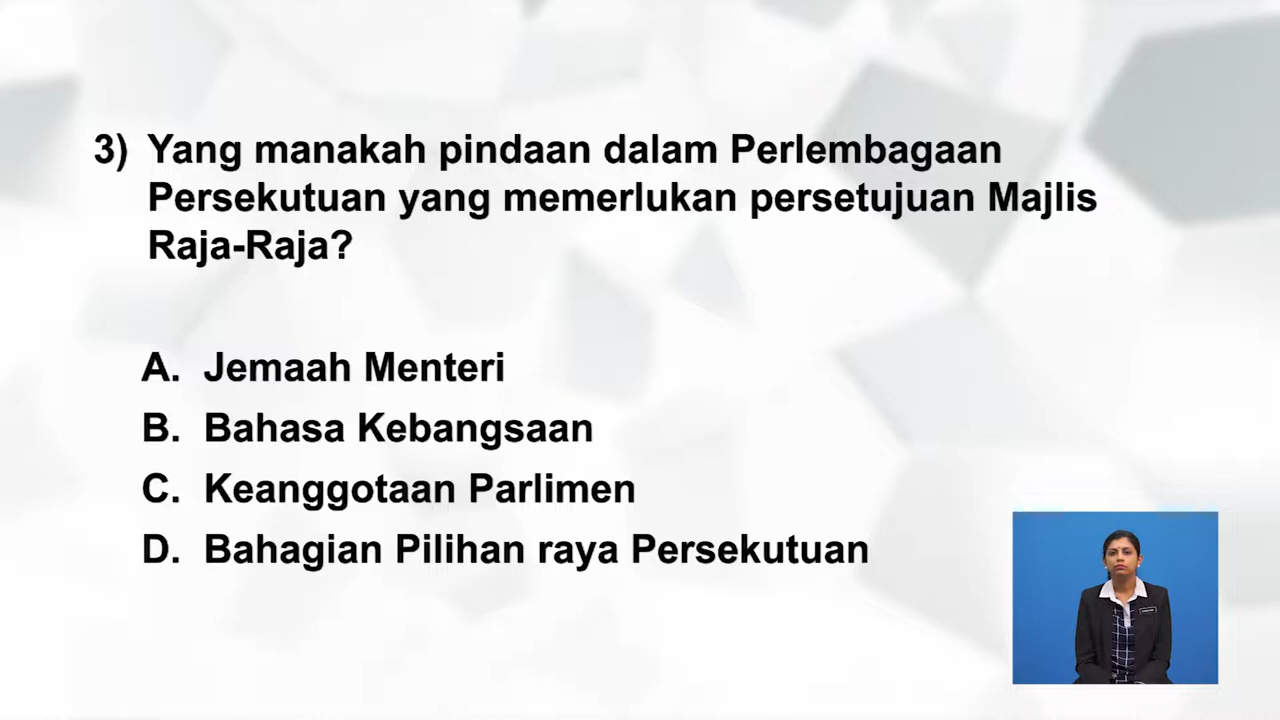 3) Yang manakah pindaan dalam Perlembagaan
Persekutuan yang memerlukan persetujuan Majlis
Raja-Raja?
A. Jemaah Menteri
B. Bahasa Kebangsaan
C. Keanggotaan Parlimen
D. Bahagian Pilihan raya Persekutuan